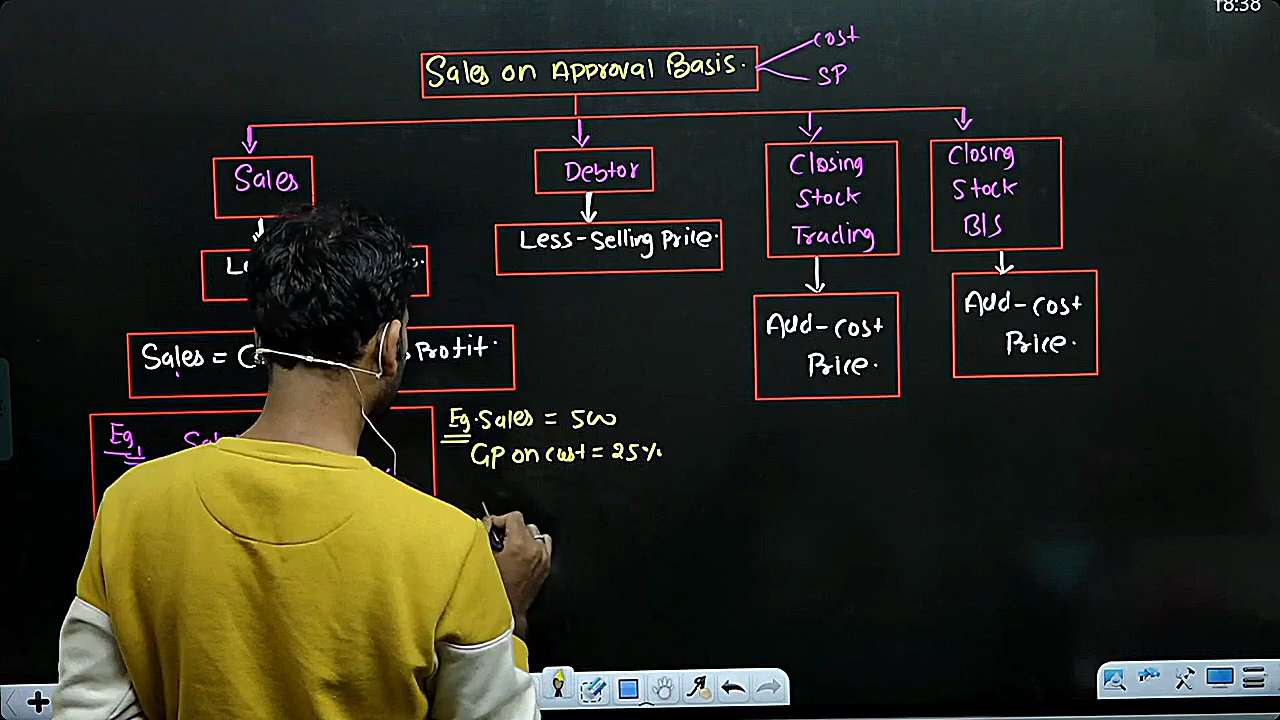 18:38
Sales on Approval Basis.
Cost
SP
Sales
Debtor
Closing
Stock
Trading
Closing
Stock
B/S
Less-Selling Price.
Add-cost
Price.
Add-cost
Price.
Sales =
Profit.
Eg.
Eg. Sales = 500
GP on cost = 25%